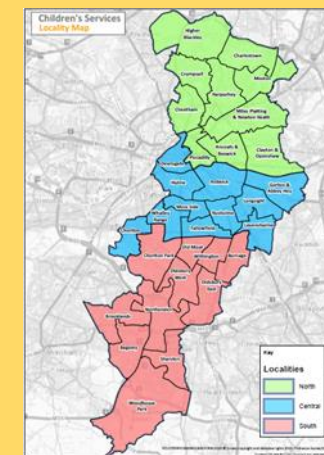 Children's Services
Locality Map
Higher
Blackley
Charlestown
Crumpsall
Moston
Harpurhey
Cheetham
Miles Platting
& Newton Heath
Ancoats &
Beswick
Clayton &
Openshaw
Piccadilly
Deansgate
Hulme
Ardwick
Gorton &
Abbey Hey
Longsight
Moss Side
Whalley
Range
Rusholme
Levenshulme
Fallowfield
Chorlton
Old Moat
Chorlton Park
Withington
Burnage
Didsbury
West
Didsbury
East
Northenden
Brooklands
Baguley
Sharston
Woodhouse
Park
Key
Localities
North
Central
South